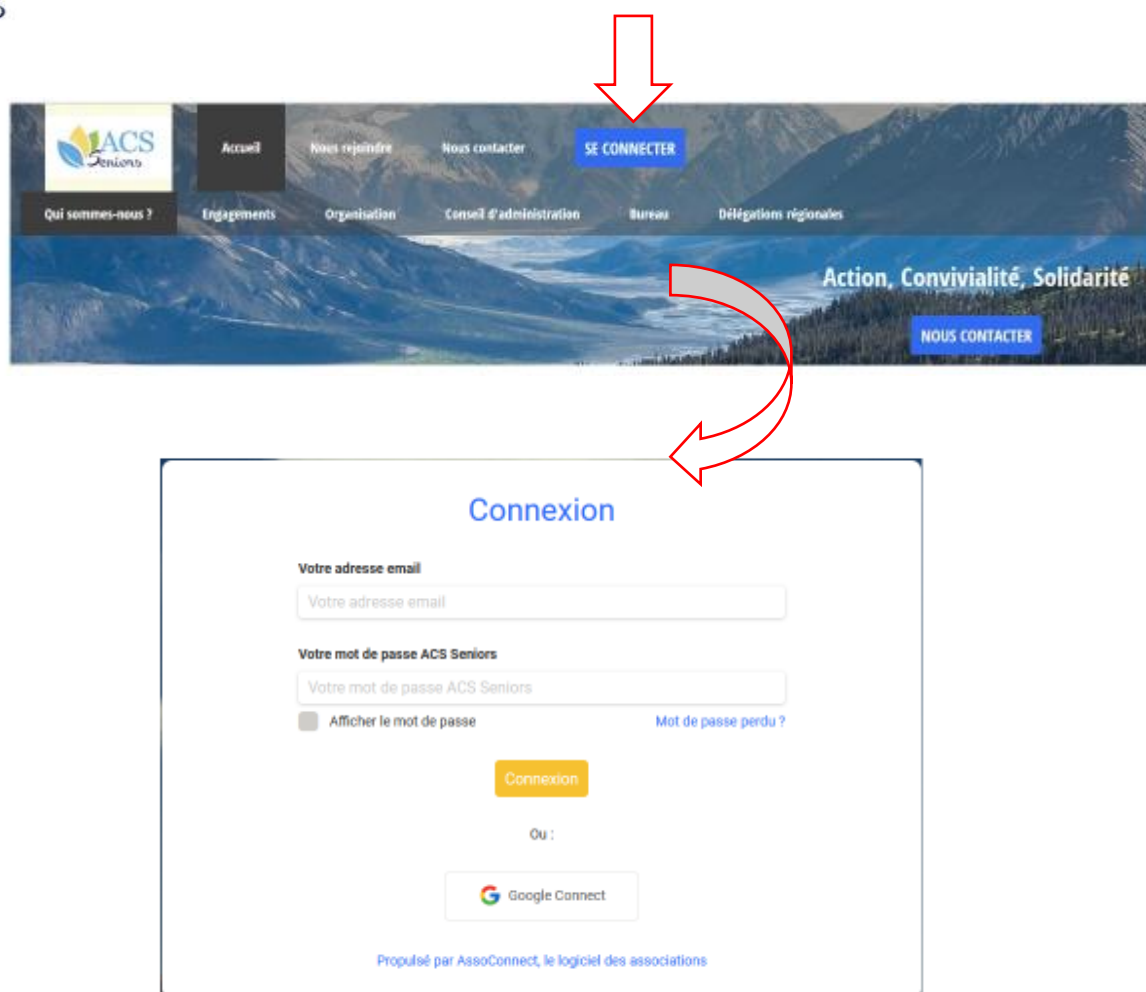 ACS
Seniors
Accueil
Nous rejoindre
Nous contacter
SE CONNECTER
Qui sommes-nous ?
Engagements
Organisation
Conseil d'administration
Bureau
Délégations régionales
Action, Convivialité, Solidarité
NOUS CONTACTER
Connexion
Votre adresse email
Votre adresse email
Votre mot de passe ACS Seniors
Votre mot de passe ACS Seniors
Afficher le mot de passe
Mot de passe perdu ?
Connexion
Ou :
Google Connect
Propulsé par AssoConnect, le logiciel des associations